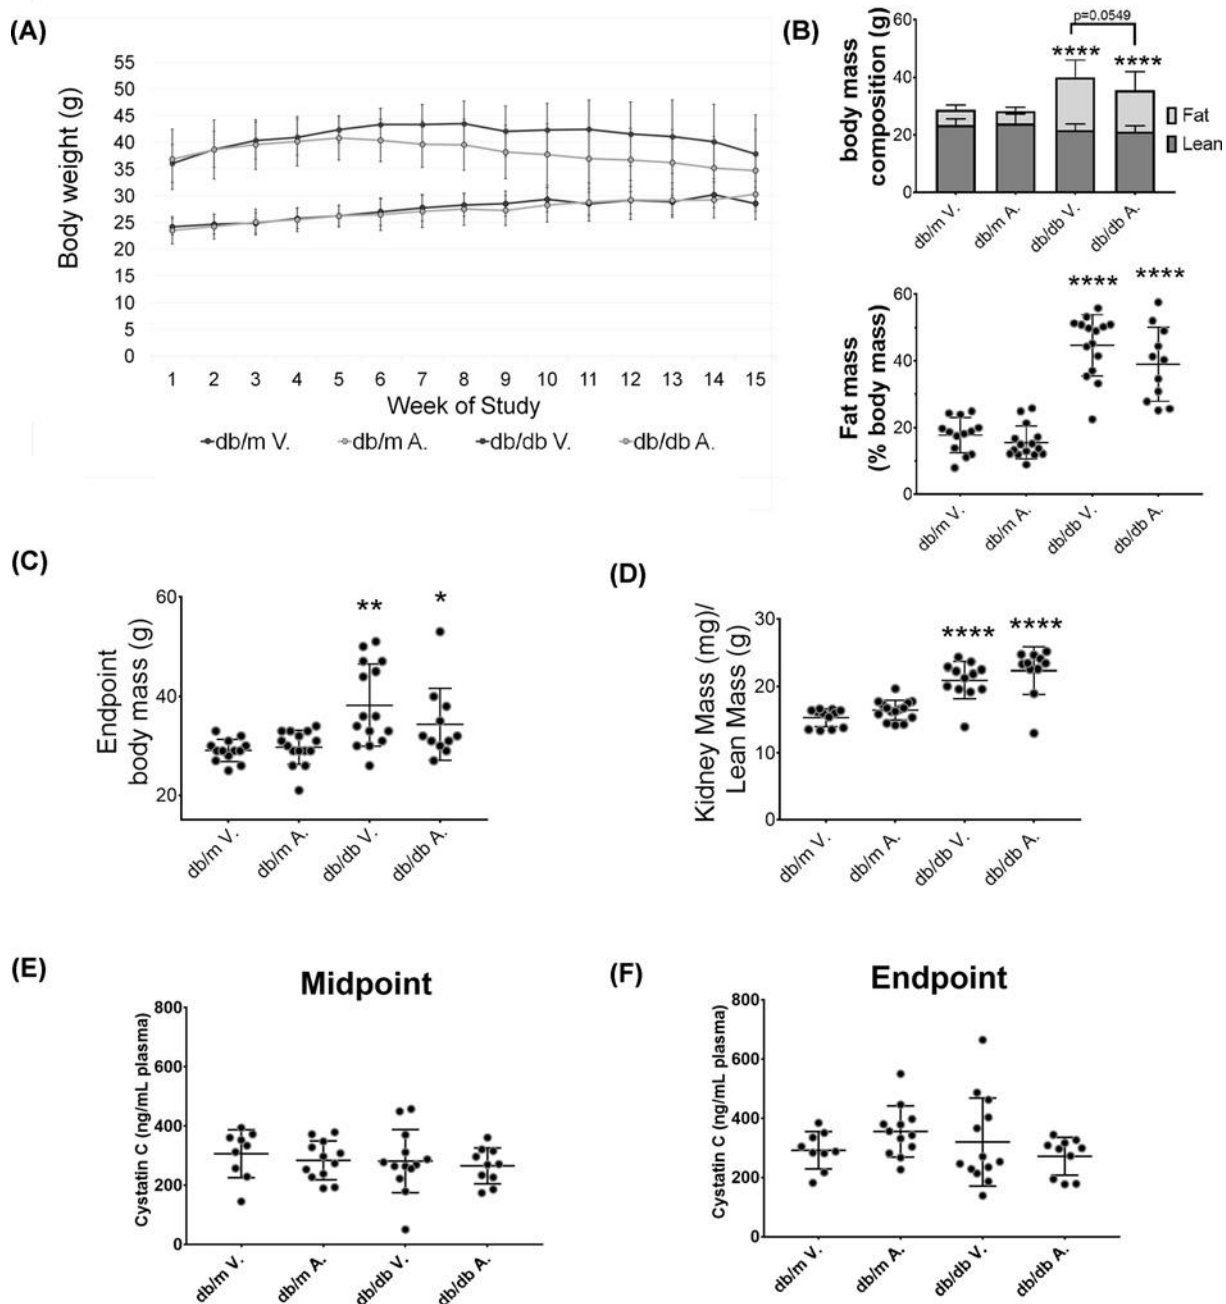 (A)
Body weight (g)
55
50
45
40
35
30
25
20
15
10
5
0
1 2 3 4 5 6 7 8 9 10 11 12 13 14 15
Week of Study
db/m V. db/m A. db/db V. db/db A.
(B)
body mass
composition (g)
60
40
20
0
p=0.0549
**** ****
Fat
Lean
db/m V. db/m A. db/db V. db/db A.
Fat mass
(% body mass)
60
40
20
0
**** ****
db/m V. db/m A. db/db V. db/db A.
(C)
Endpoint
body mass (g)
60
40
20
** *
db/m V. db/m A. db/db V. db/db A.
(D)
Kidney Mass (mg)/
Lean Mass (g)
30
20
10
0
**** ****
db/m V. db/m A. db/db V. db/db A.
(E)
Midpoint
Cystatin C (ng/mL plasma)
800
600
400
200
0
db/m V. db/m A. db/db V. db/db A.
(F)
Endpoint
Cystatin C (ng/mL plasma)
800
600
400
200
0
db/m V. db/m A. db/db V. db/db A.